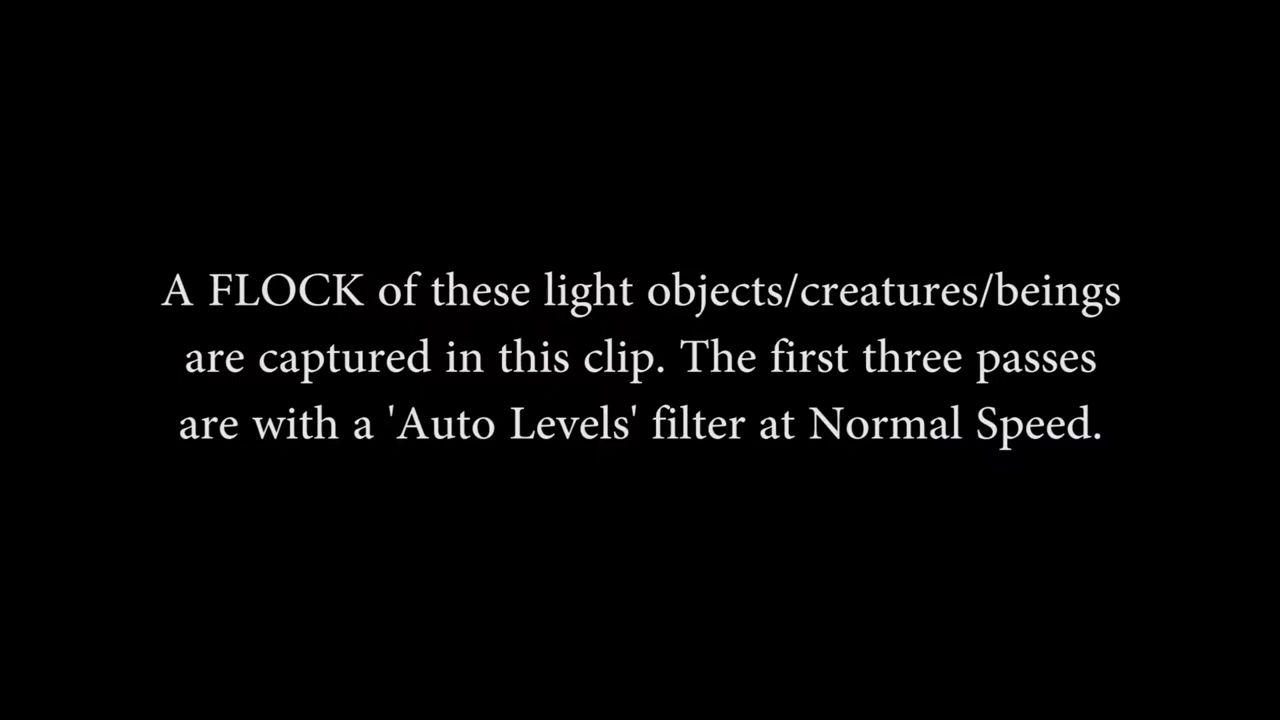 A FLOCK of these light objects/creatures/beings
are captured in this clip. The first three passes
are with a 'Auto Levels' filter at Normal Speed.